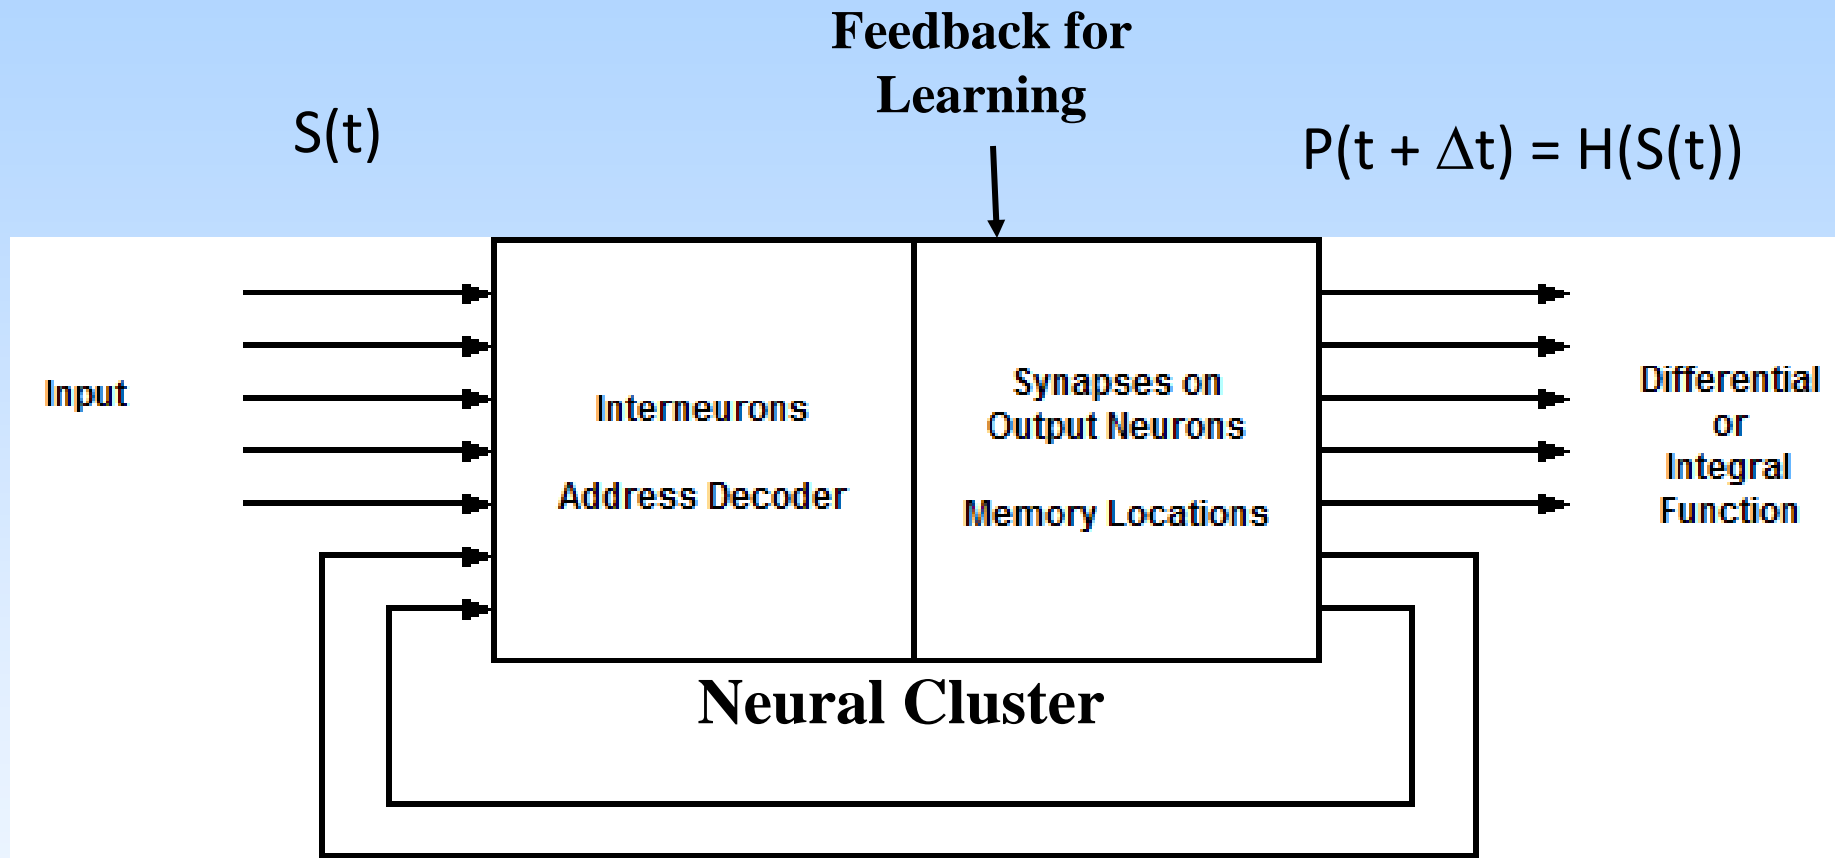 Feedback for
Learning
S(t)
P(t + Δt) = H(S(t))
Input
Interneurons
Address Decoder
Synapses on
Output Neurons
Memory Locations
Differential
or
Integral
Function
Neural Cluster